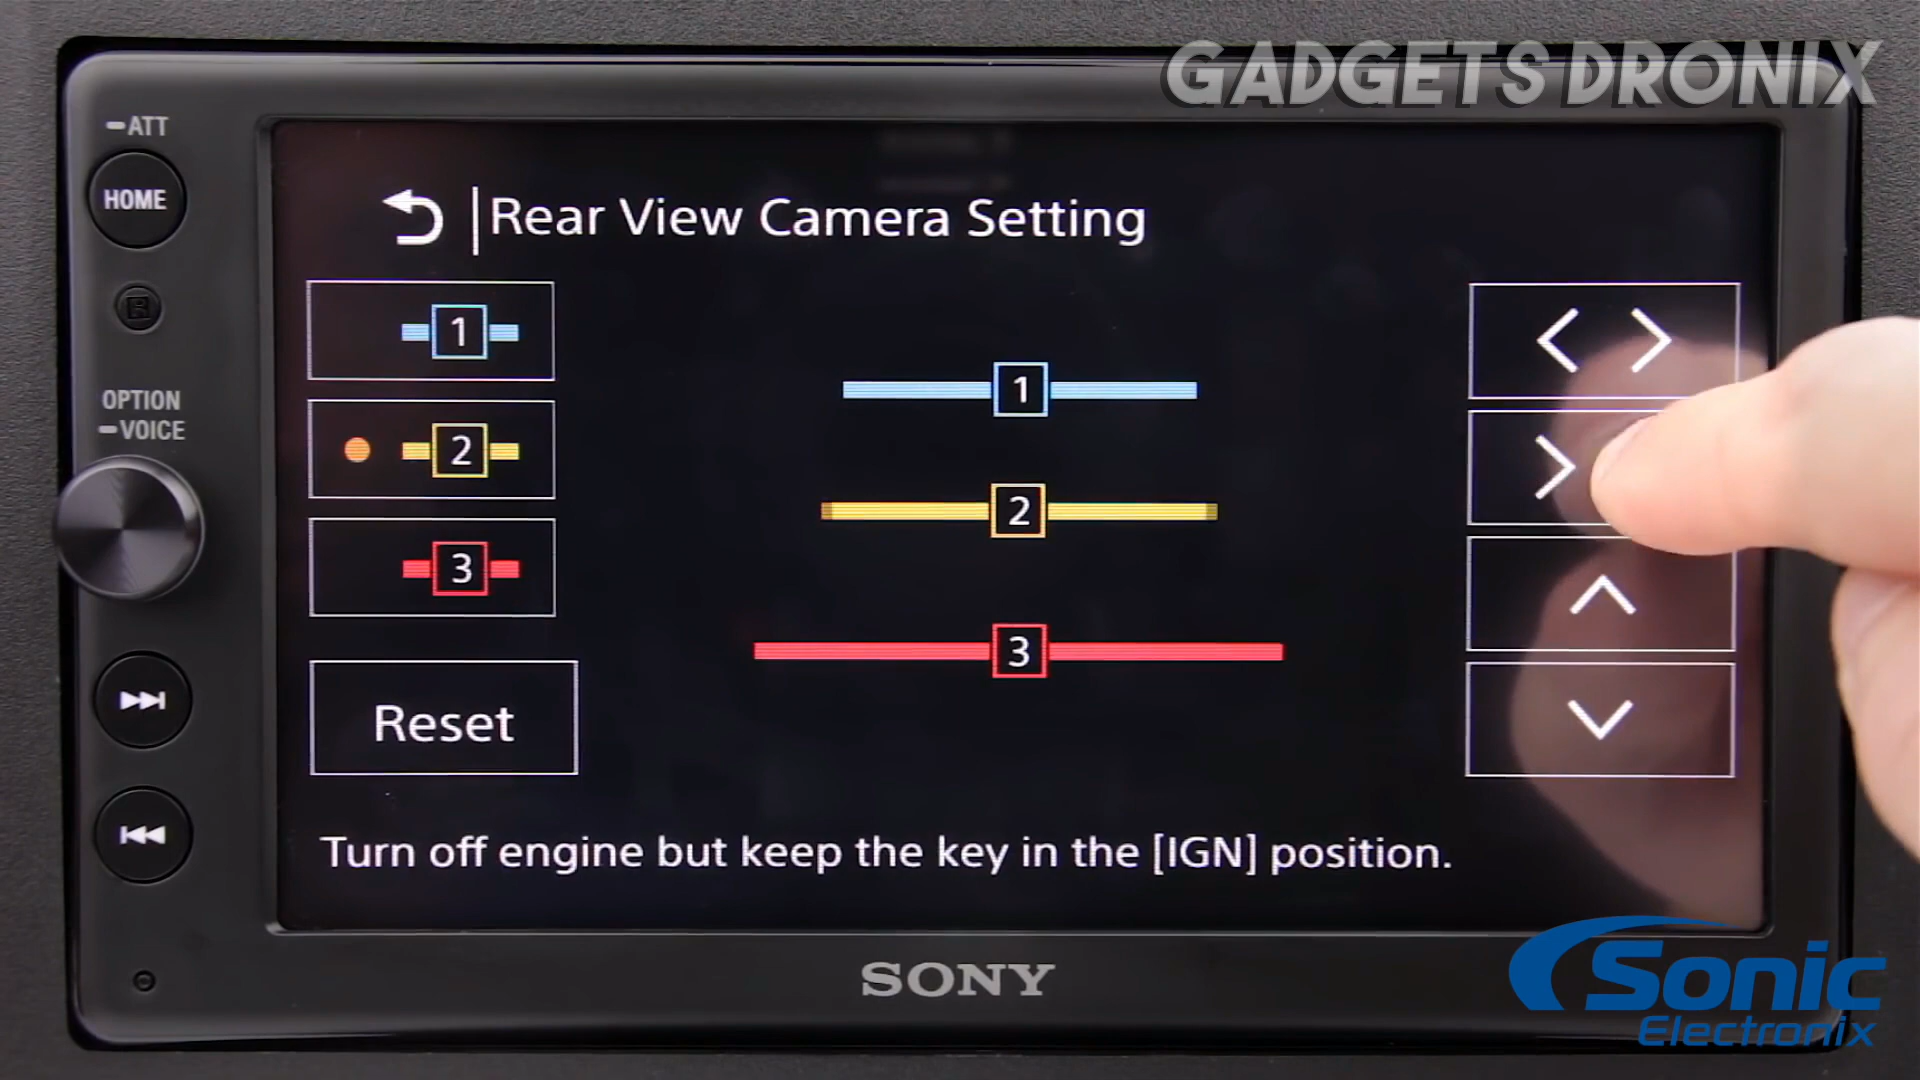 GADGETS DRONIX
ATT
HOME
R
OPTION
VOICE
Rear View Camera Setting
1
2
3
Reset
1
2
3
Turn off engine but keep the key in the [IGN] position.
SONY
Sonic
Electronix